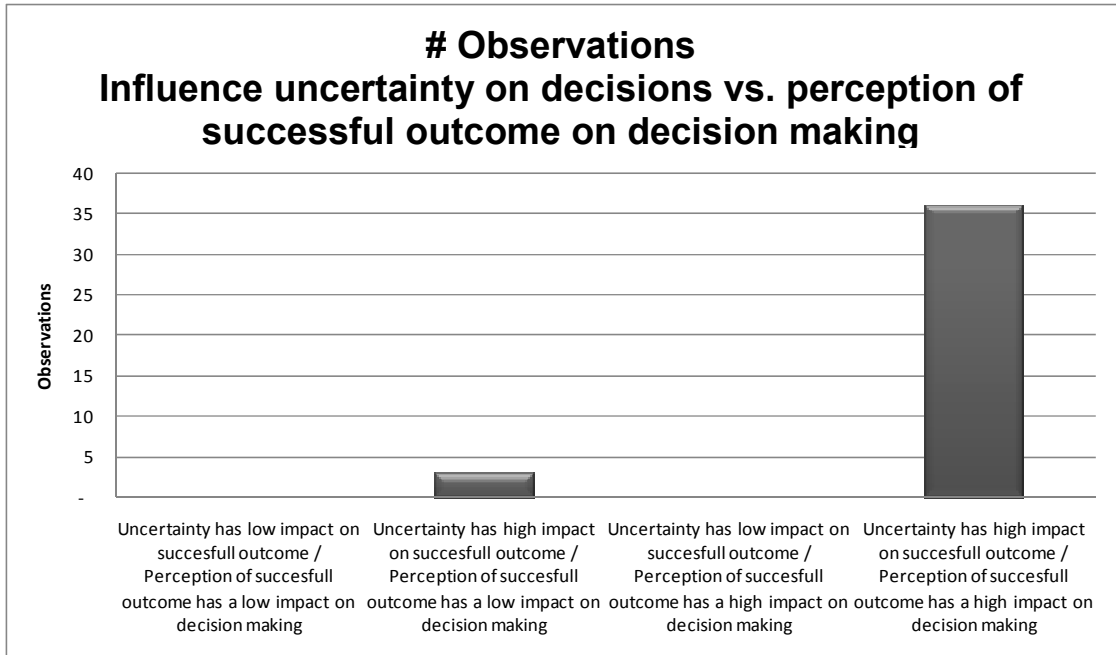 # Observations
Influence uncertainty on decisions vs. perception of
successful outcome on decision making
40
35
30
25
20
15
10
5
-
Observations
Uncertainty has low impact on
succesfull outcome /
Perception of succesfull
outcome has a low impact on
decision making
Uncertainty has high impact
on succesfull outcome /
Perception of succesfull
outcome has a low impact on
decision making
Uncertainty has low impact on
succesfull outcome /
Perception of succesfull
outcome has a high impact on
decision making
Uncertainty has high impact
on succesfull outcome /
Perception of succesfull
outcome has a high impact on
decision making